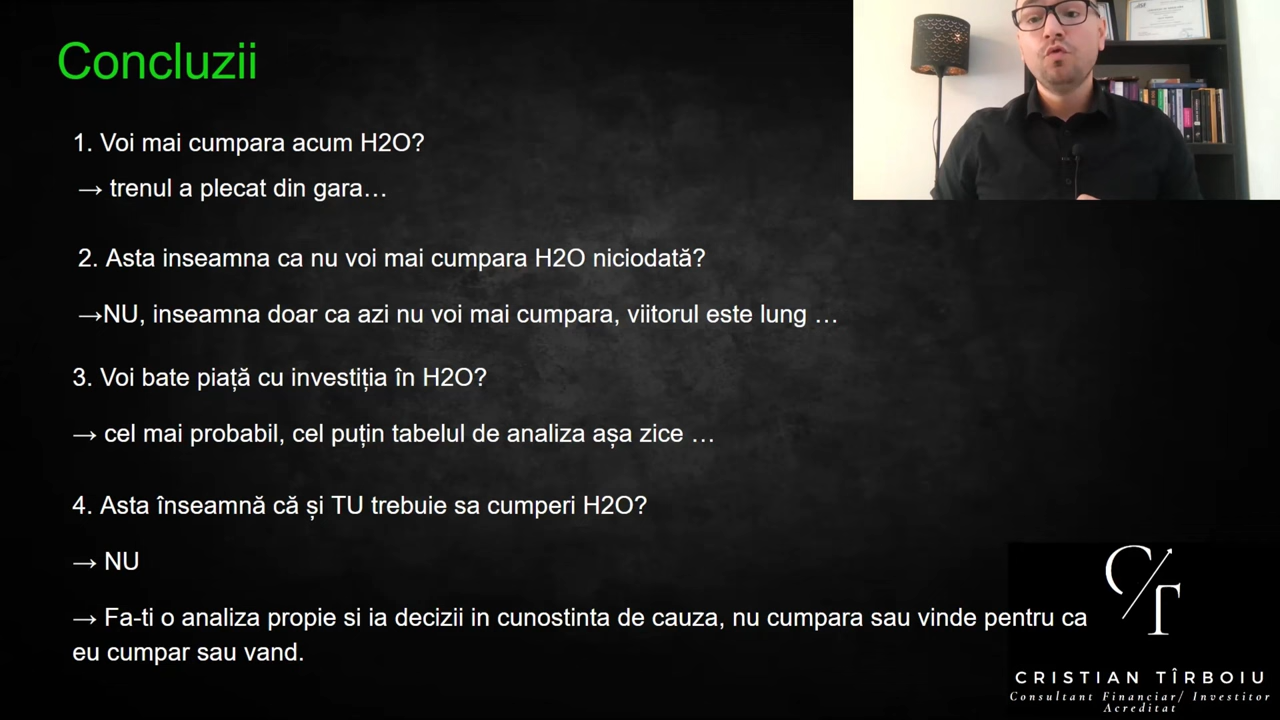 Concluzii
1. Voi mai cumpara acum H2O?
→ trenul a plecat din gara…
2. Asta inseamna ca nu voi mai cumpara H2O niciodată?
→NU, inseamna doar ca azi nu voi mai cumpara, viitorul este lung …
3. Voi bate piață cu investiția în H2O?
→ cel mai probabil, cel puțin tabelul de analiza așa zice …
4. Asta înseamnă că și TU trebuie sa cumperi H2O?
→ NU
→ Fa-ti o analiza propie si ia decizii in cunostinta de cauza, nu cumpara sau vinde pentru ca
eu cumpar sau vand.
CT
CRISTIAN TÎRBOIU
Consultant Financiar/ Investitor
Acreditat